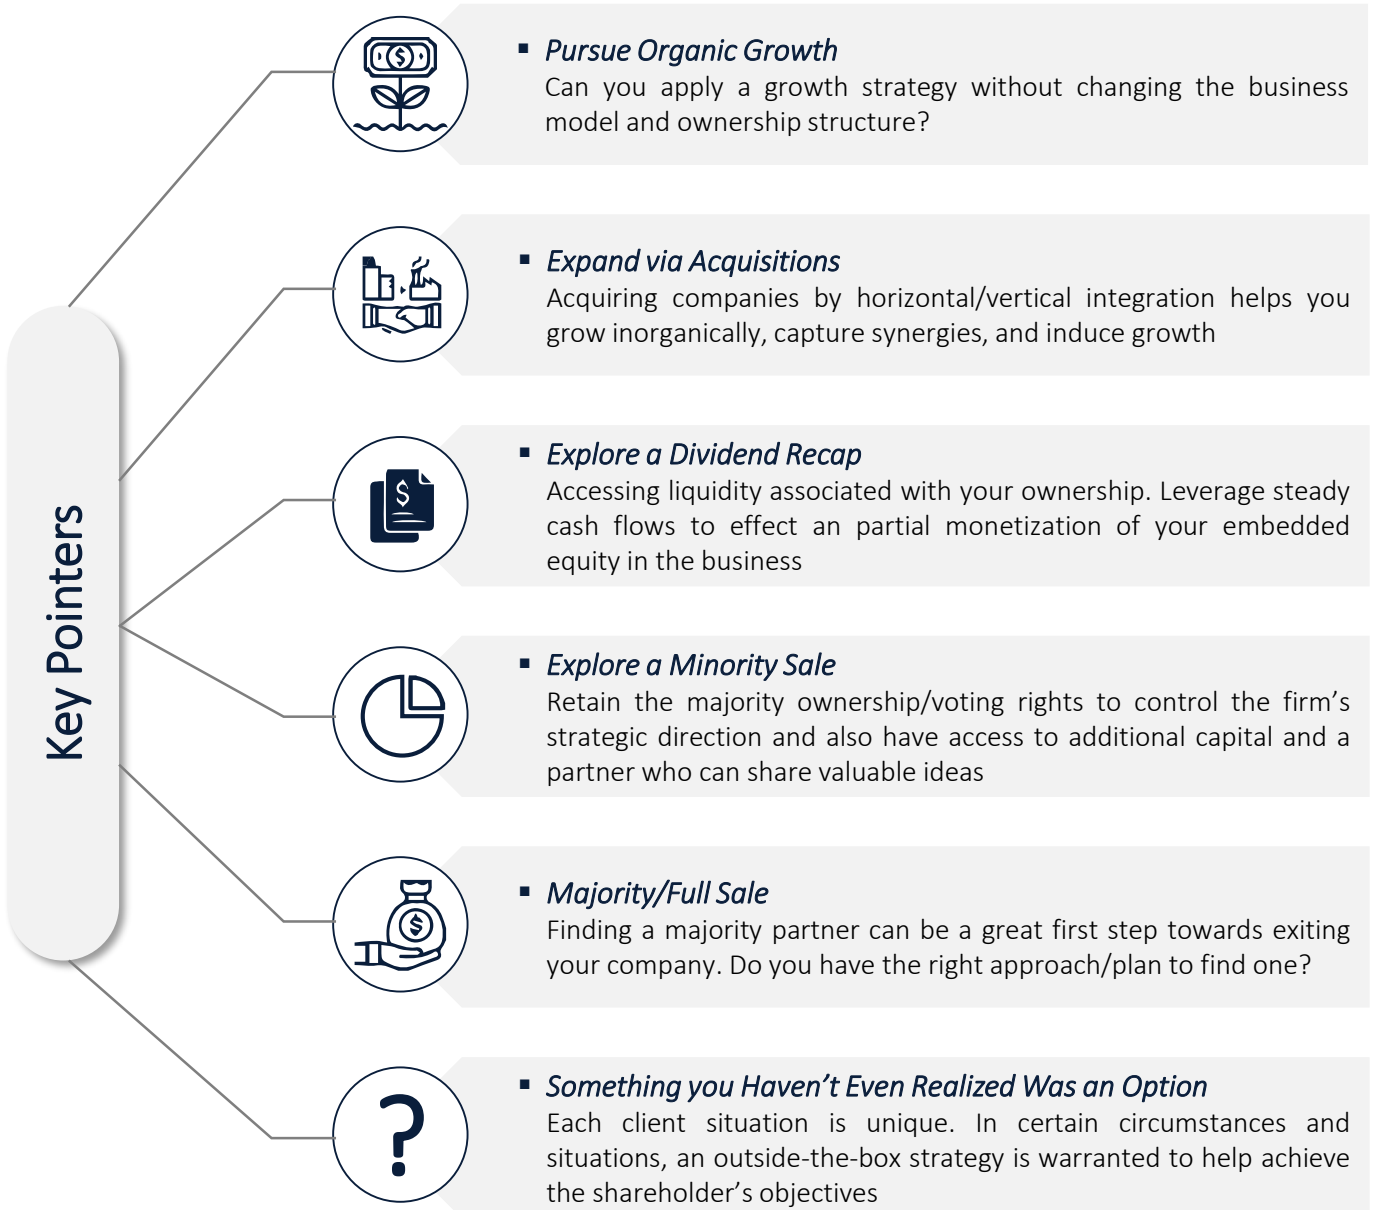 Key Pointers
▪ Pursue Organic Growth
Can you apply a growth strategy without changing the business
model and ownership structure?
▪ Expand via Acquisitions
Acquiring companies by horizontal/vertical integration helps you
grow inorganically, capture synergies, and induce growth
▪ Explore a Dividend Recap
Accessing liquidity associated with your ownership. Leverage steady
cash flows to effect an partial monetization of your embedded
equity in the business
▪ Explore a Minority Sale
Retain the majority ownership/voting rights to control the firm’s
strategic direction and also have access to additional capital and a
partner who can share valuable ideas
▪ Majority/Full Sale
Finding a majority partner can be a great first step towards exiting
your company. Do you have the right approach/plan to find one?
?
▪ Something you Haven’t Even Realized Was an Option
Each client situation is unique. In certain circumstances and
situations, an outside-the-box strategy is warranted to help achieve
the shareholder’s objectives